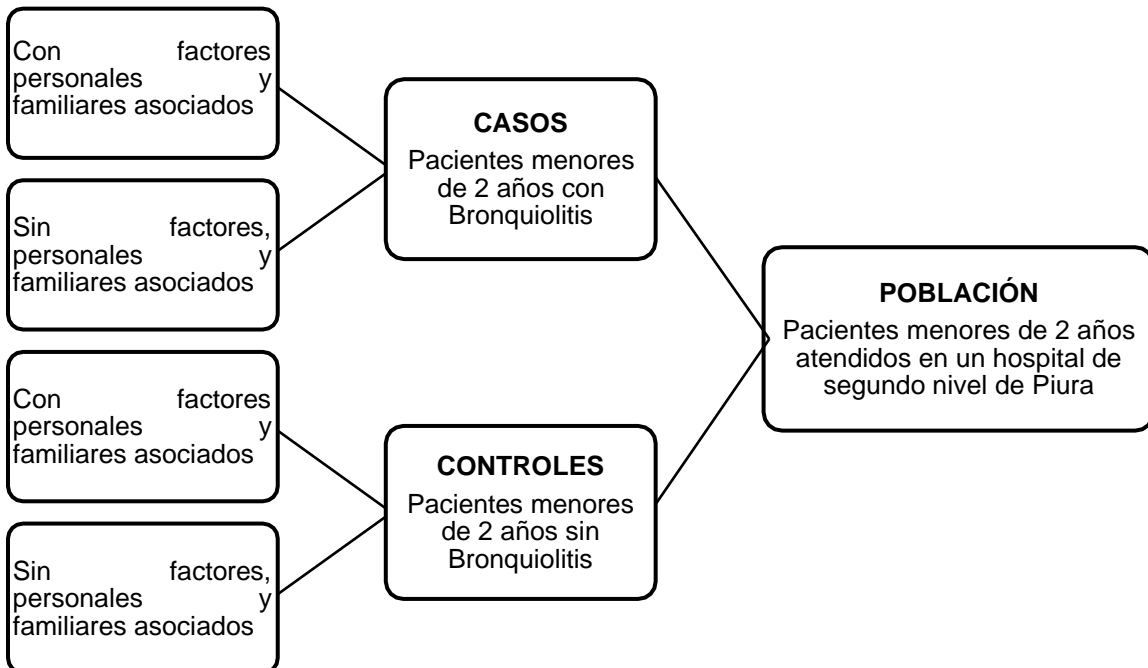 Con factores
personales y
familiares asociados
Sin factores,
personales y
familiares asociados
Con factores
personales y
familiares asociados
Sin factores,
personales y
familiares asociados
CASOS
Pacientes menores
de 2 años con
Bronquiolitis
CONTROLES
Pacientes menores
de 2 años sin
Bronquiolitis
POBLACIÓN
Pacientes menores de 2 años
atendidos en un hospital de
segundo nivel de Piura